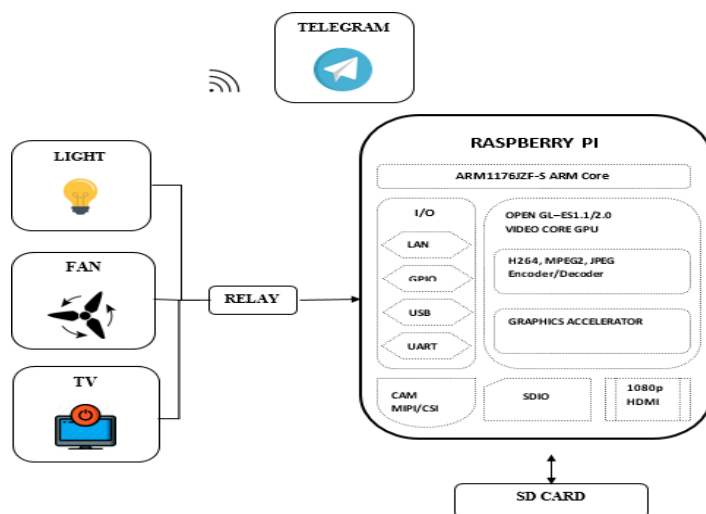 TELEGRAM
LIGHT
FAN
TV
RELAY
RASPBERRY PI
ARM1176JZF-S ARM Core
I/O
LAN
GPIO
USB
UART
OPEN GL–ES1.1/2.0
VIDEO CORE GPU
H264, MPEG2, JPEG
Encoder/Decoder
GRAPHICS ACCELERATOR
CAM
MIPI/CSI
SDIO
1080p
HDMI
SD CARD